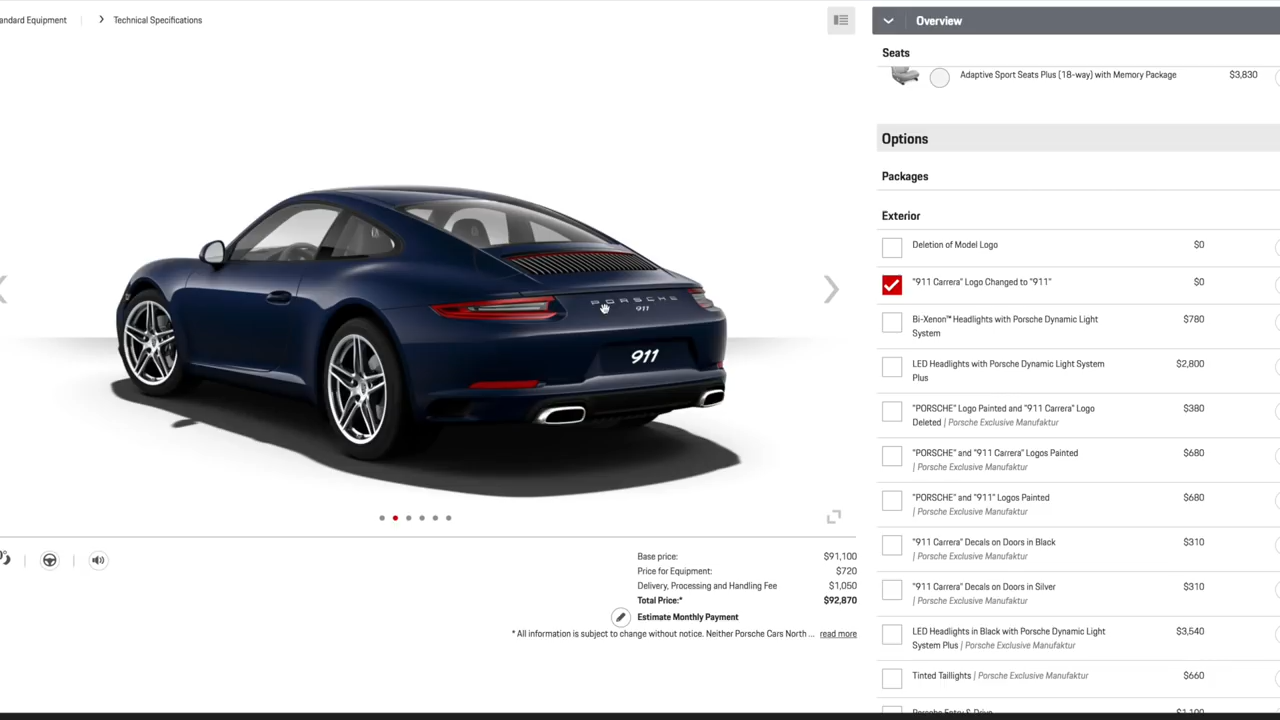 andard Equipment
Technical Specifications
Overview
Seats
Adaptive Sport Seats Plus (18-way) with Memory Package $3,830
Options
Packages
Exterior
Deletion of Model Logo $0
"911 Carrera" Logo Changed to "911" $0
Bi-Xenon™ Headlights with Porsche Dynamic Light $780
System
LED Headlights with Porsche Dynamic Light System $2,800
Plus
"PORSCHE" Logo Painted and "911 Carrera" Logo $380
Deleted | Porsche Exclusive Manufaktur
"PORSCHE" and "911 Carrera" Logos Painted $680
| Porsche Exclusive Manufaktur
"PORSCHE" and "911" Logos Painted $680
| Porsche Exclusive Manufaktur
"911 Carrera" Decals on Doors in Black $310
| Porsche Exclusive Manufaktur
"911 Carrera" Decals on Doors in Silver $310
| Porsche Exclusive Manufaktur
LED Headlights in Black with Porsche Dynamic Light $3,540
System Plus | Porsche Exclusive Manufaktur
Tinted Taillights | Porsche Exclusive Manufaktur $660
Porsche Entry & Drive $1,100
PORSCHE
911
911
Base price: $91,100
Price for Equipment: $720
Delivery, Processing and Handling Fee $1,050
Total Price:* $92,870
Estimate Monthly Payment
* All information is subject to change without notice. Neither Porsche Cars North ... read more